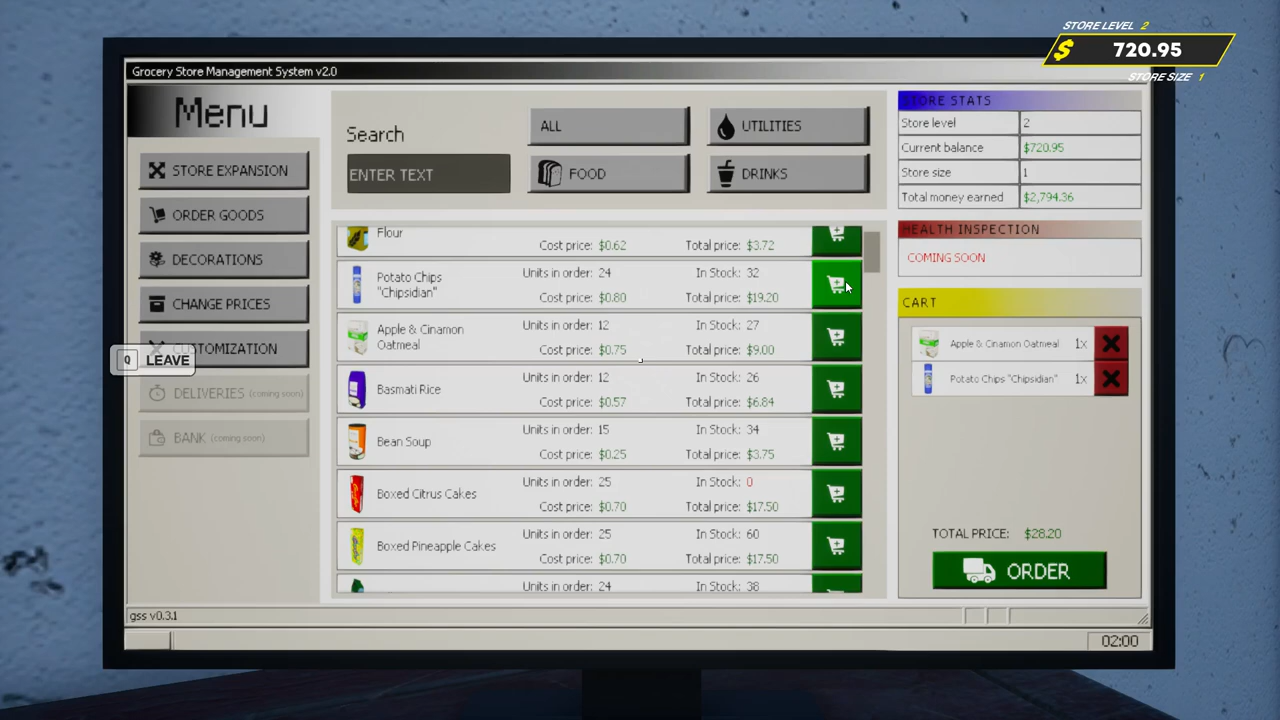 STORE LEVEL 2
$ 720.95
STORE SIZE 1
Grocery Store Management System v2.0
Menu
STORE EXPANSION
ORDER GOODS
DECORATIONS
CHANGE PRICES
CUSTOMIZATION
Q LEAVE
DELIVERIES (coming soon)
BANK (coming soon)
Search
ENTER TEXT
ALL
UTILITIES
FOOD
DRINKS
Flour
Cost price: $0.62 Total price: $3.72
Potato Chips
"Chipsidian"
Units in order: 24 In Stock: 32
Cost price: $0.80 Total price: $19.20
Apple & Cinamon
Oatmeal
Units in order: 12 In Stock: 27
Cost price: $0.75 Total price: $9.00
Basmati Rice
Units in order: 12 In Stock: 26
Cost price: $0.57 Total price: $6.84
Bean Soup
Units in order: 15 In Stock: 34
Cost price: $0.25 Total price: $3.75
Boxed Citrus Cakes
Units in order: 25 In Stock: 0
Cost price: $0.70 Total price: $17.50
Boxed Pineapple Cakes
Units in order: 25 In Stock: 60
Cost price: $0.70 Total price: $17.50
Units in order: 24 In Stock: 38
STORE STATS
Store level 2
Current balance $720.95
Store size 1
Total money earned $2,794.36
HEALTH INSPECTION
COMING SOON
CART
Apple & Cinamon Oatmeal 1x
Potato Chips "Chipsidian" 1x
TOTAL PRICE: $28.20
ORDER
gss v0.3.1
02:00